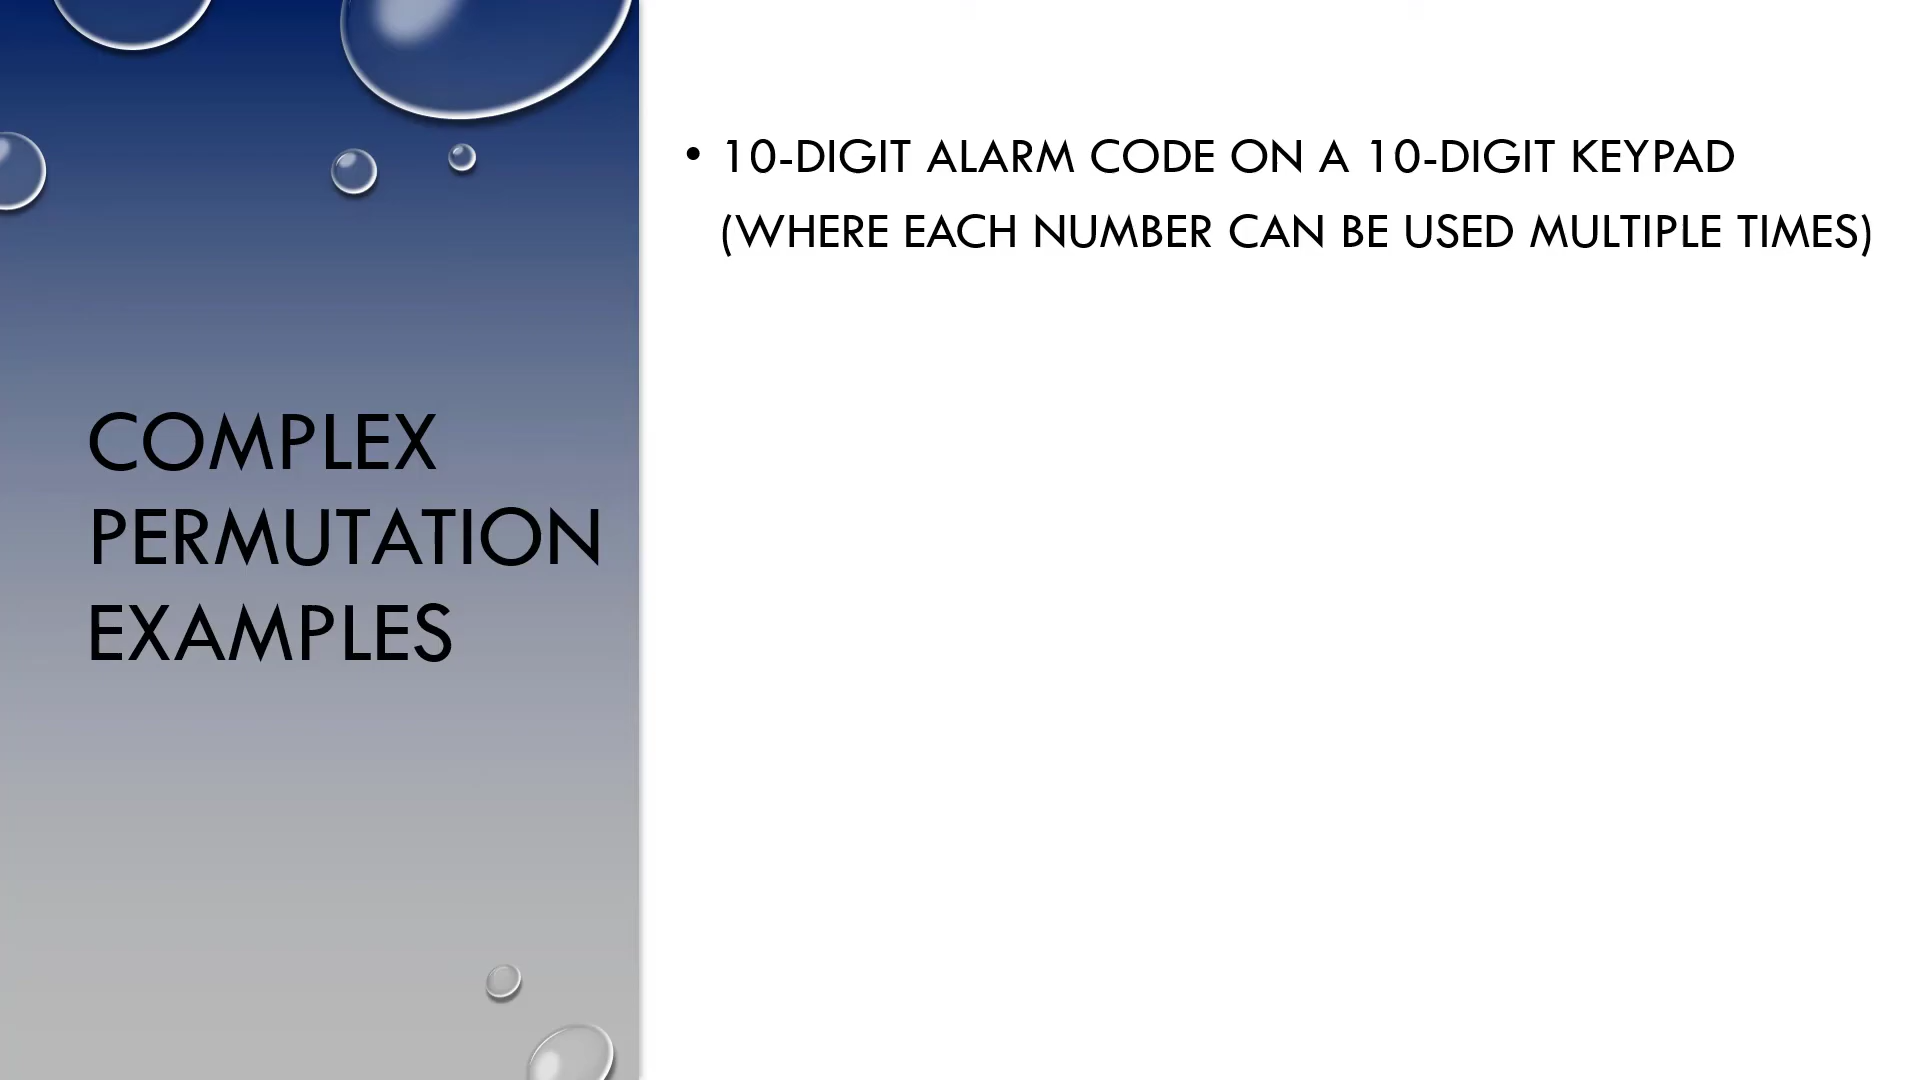 COMPLEX
PERMUTATION
EXAMPLES
• 10-DIGIT ALARM CODE ON A 10-DIGIT KEYPAD
(WHERE EACH NUMBER CAN BE USED MULTIPLE TIMES)